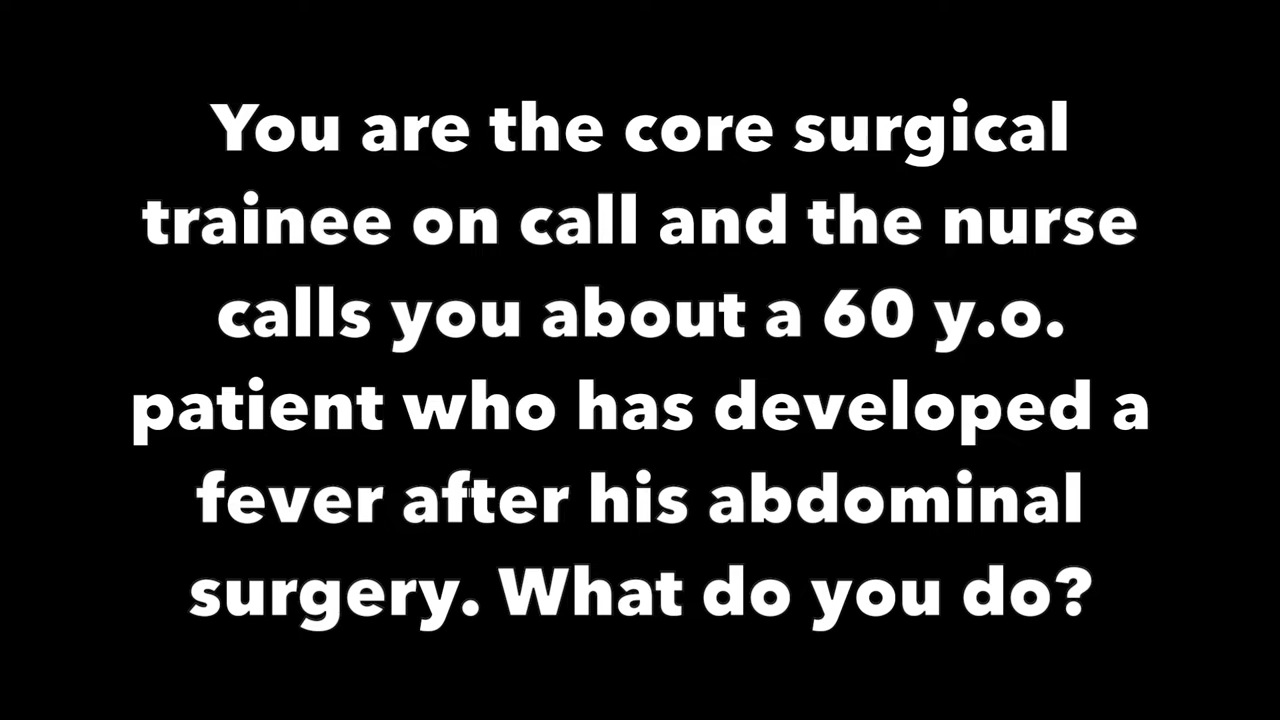 You are the core surgical
trainee on call and the nurse
calls you about a 60 y.o.
patient who has developed a
fever after his abdominal
surgery. What do you do?